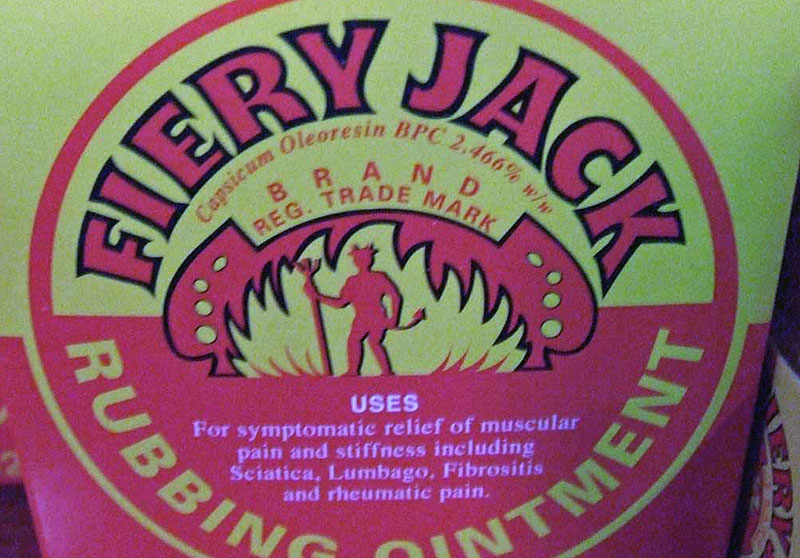 FIERY JACK
Capsicum Oleoresin BPC 2.466% w/w
BRAND
REG. TRADE MARK
USES
For symptomatic relief of muscular
pain and stiffness including
Sciatica, Lumbago, Fibrositis
and rheumatic pain.
RUBBING OINTMENT